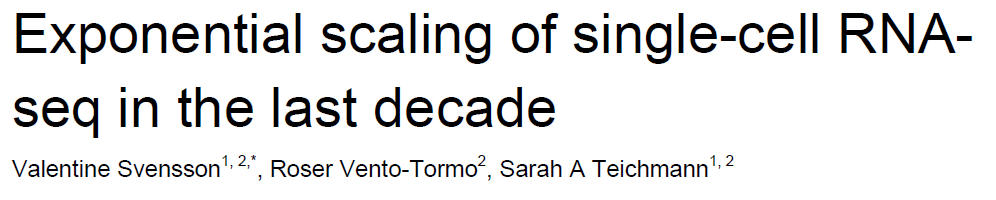 Exponential scaling of single-cell RNA-
seq in the last decade
Valentine Svensson1, 2,*, Roser Vento-Tormo2, Sarah A Teichmann1, 2